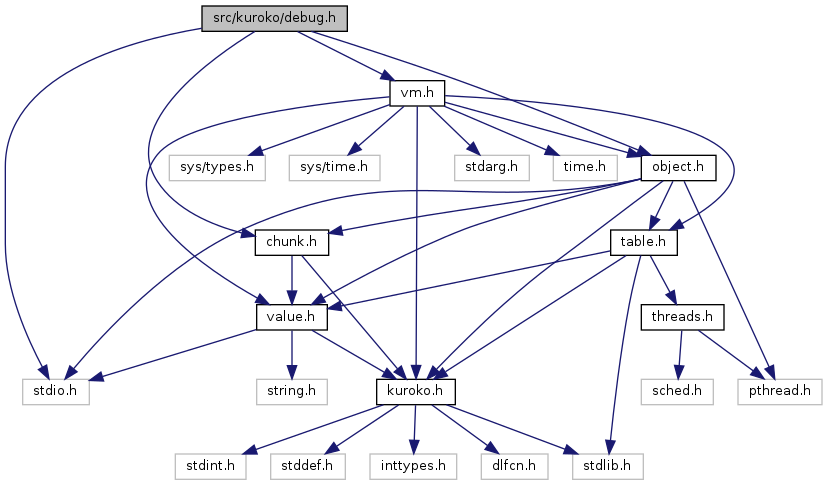 src/kuroko/debug.h
vm.h
sys/types.h
sys/time.h
stdarg.h
time.h
object.h
chunk.h
table.h
value.h
threads.h
stdio.h
string.h
kuroko.h
sched.h
pthread.h
stdint.h
stddef.h
inttypes.h
dlfcn.h
stdlib.h